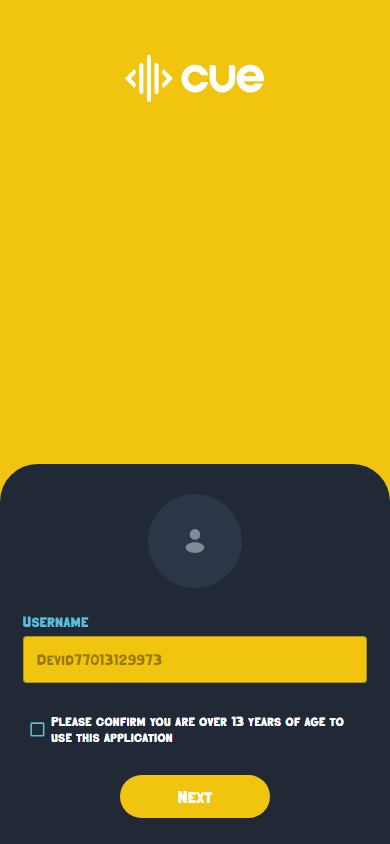 cue
Username
Devid77013129973
Please confirm you are over 13 years of age to
use this application
Next